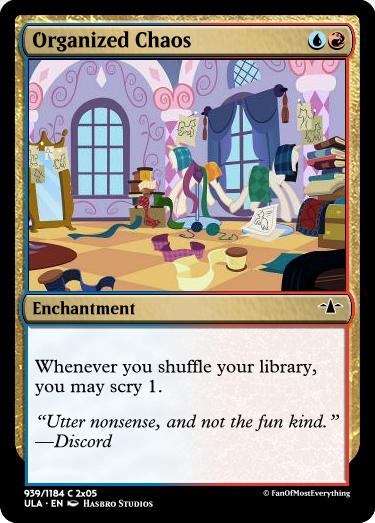 Organized Chaos
Enchantment
Whenever you shuffle your library,
you may scry 1.
“Utter nonsense, and not the fun kind.”
—Discord
939/1184 C 2x05
ULA • EN Hasbro Studios
© FanOfMostEverything